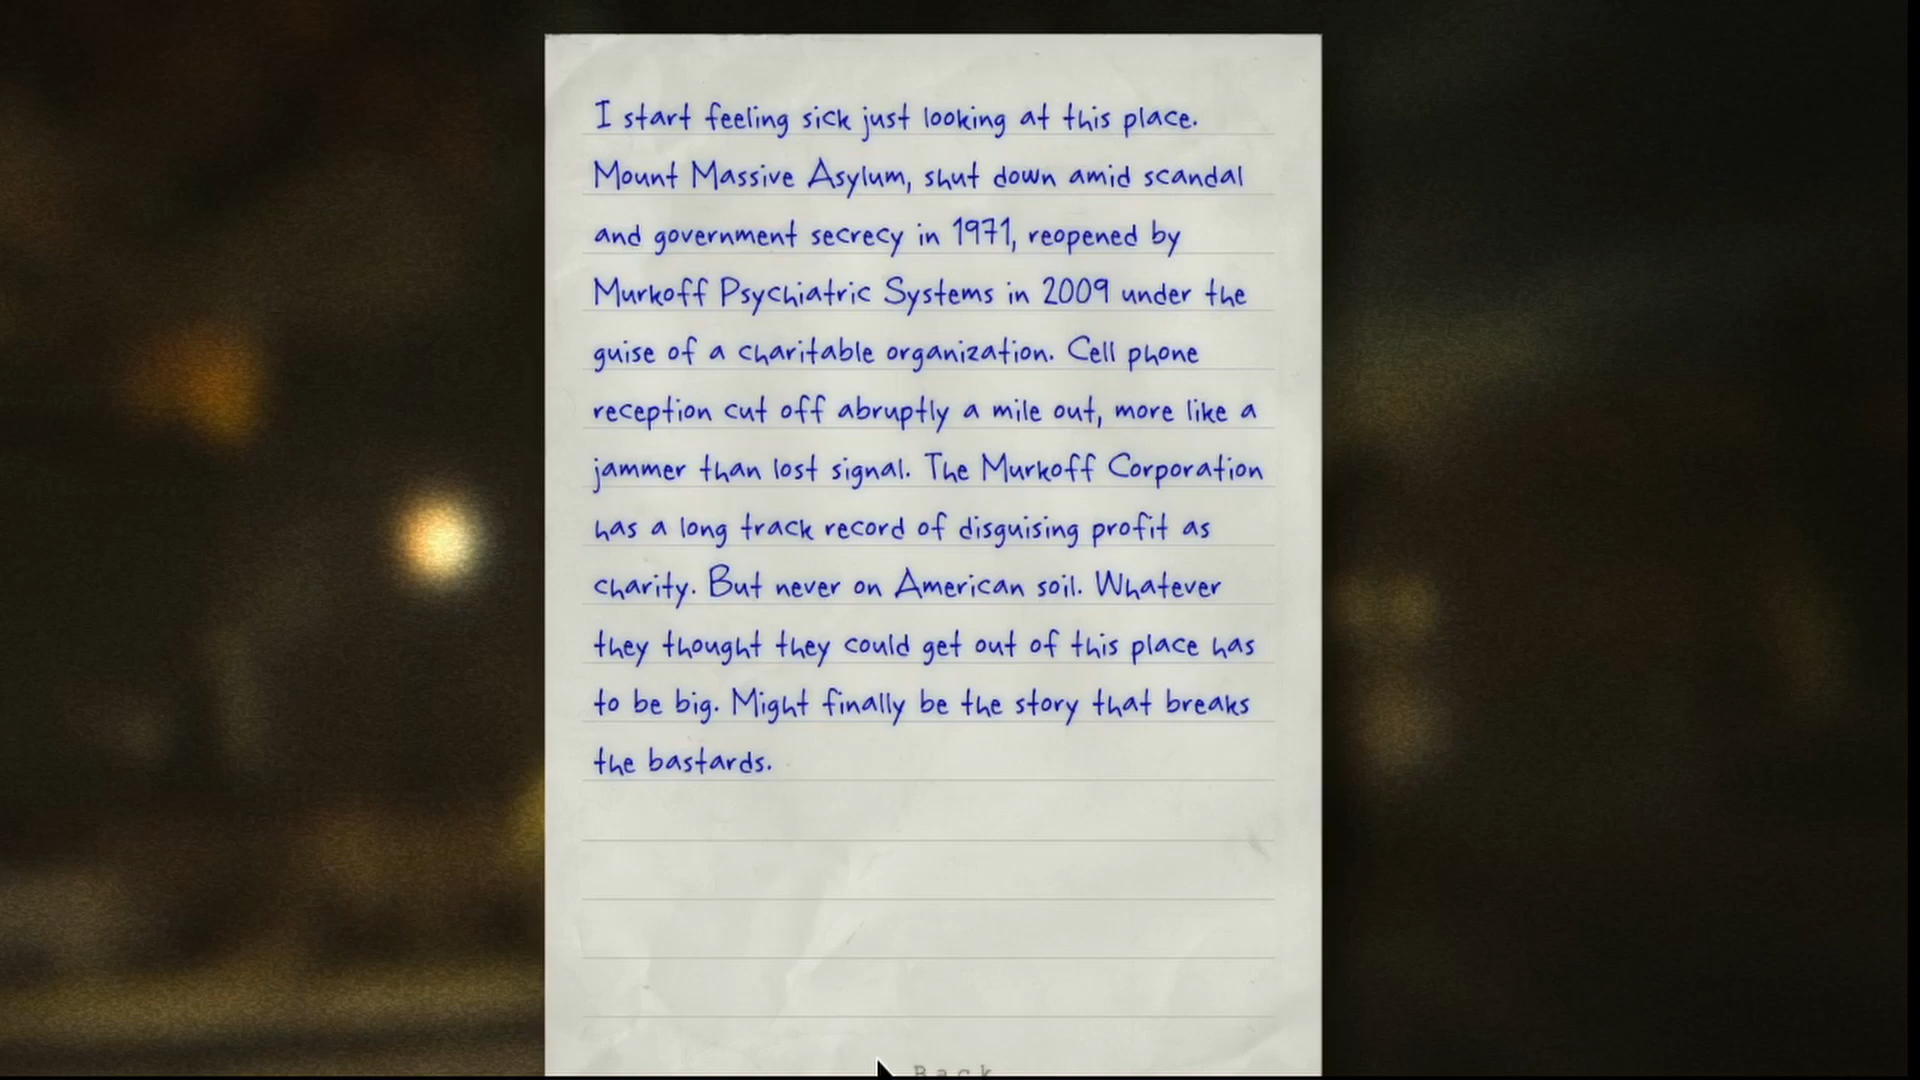 I start feeling sick just looking at this place.
Mount Massive Asylum, shut down amid scandal
and government secrecy in 1971, reopened by
Murkoff Psychiatric Systems in 2009 under the
guise of a charitable organization. Cell phone
reception cut off abruptly a mile out, more like a
jammer than lost signal. The Murkoff Corporation
has a long track record of disguising profit as
charity. But never on American soil. Whatever
they thought they could get out of this place has
to be big. Might finally be the story that breaks
the bastards.
Back